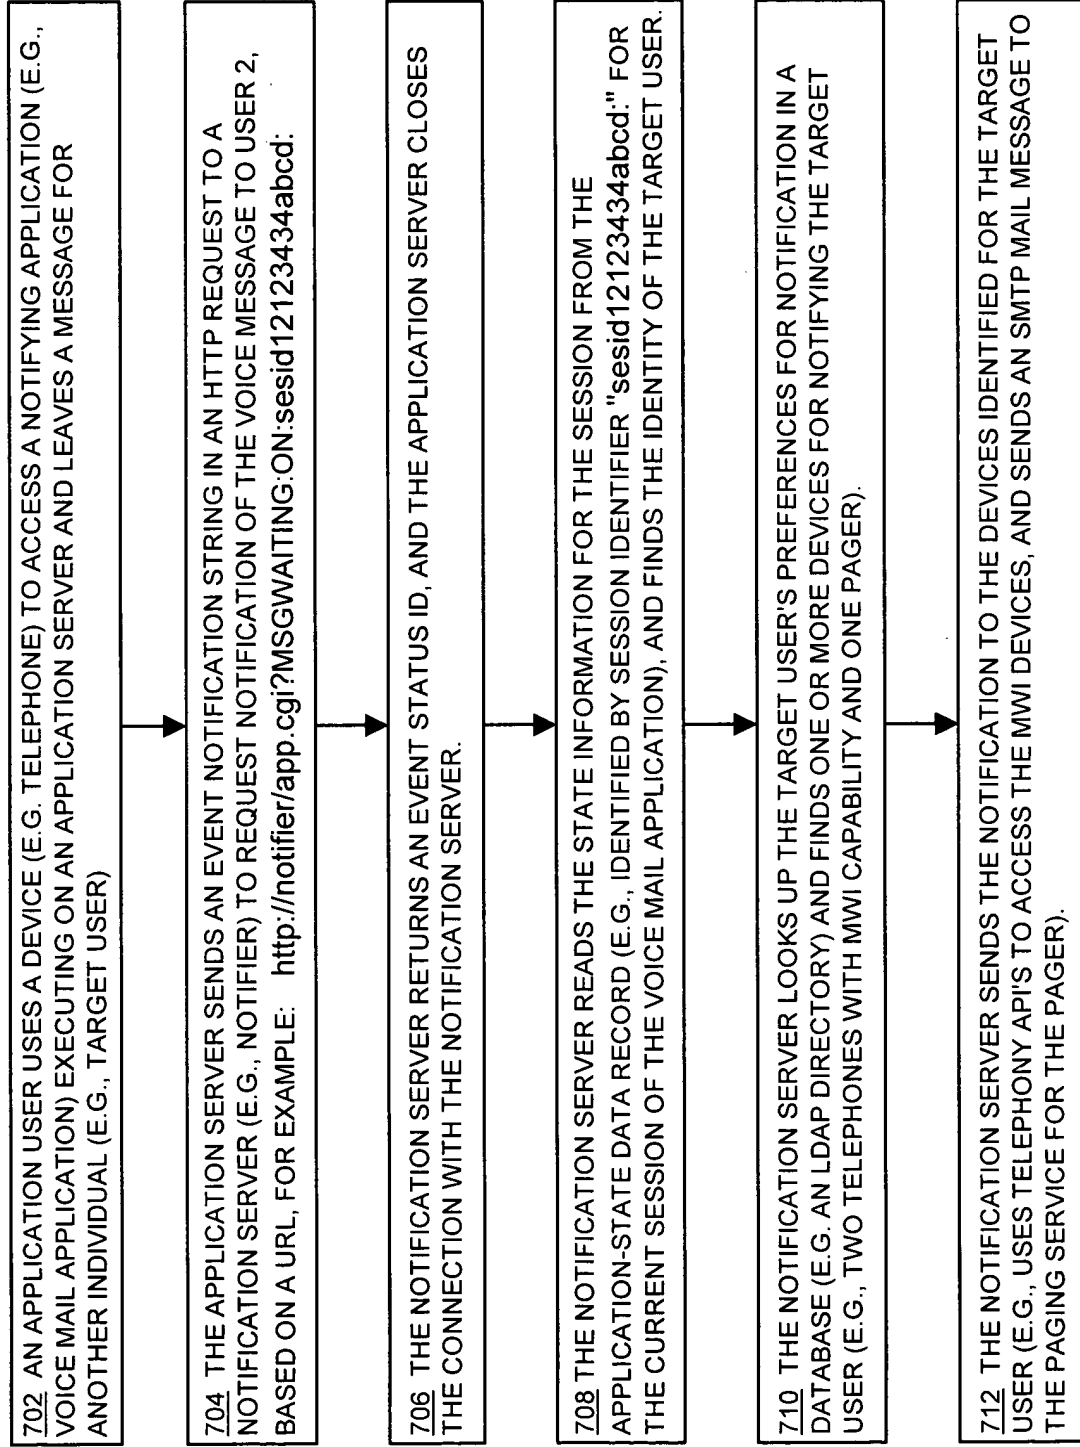 702 AN APPLICATION USER USES A DEVICE (E.G. TELEPHONE) TO ACCESS A NOTIFYING APPLICATION (E.G.,
VOICE MAIL APPLICATION) EXECUTING ON AN APPLICATION SERVER AND LEAVES A MESSAGE FOR
ANOTHER INDIVIDUAL (E.G., TARGET USER)
704 THE APPLICATION SERVER SENDS AN EVENT NOTIFICATION STRING IN AN HTTP REQUEST TO A
NOTIFICATION SERVER (E.G., NOTIFIER) TO REQUEST NOTIFICATION OF THE VOICE MESSAGE TO USER 2,
BASED ON A URL, FOR EXAMPLE: http://notifier/app.cgi?MSGWAITING:ON:sesid12123434abcd:
706 THE NOTIFICATION SERVER RETURNS AN EVENT STATUS ID, AND THE APPLICATION SERVER CLOSES
THE CONNECTION WITH THE NOTIFICATION SERVER.
708 THE NOTIFICATION SERVER READS THE STATE INFORMATION FOR THE SESSION FROM THE
APPLICATION-STATE DATA RECORD (E.G., IDENTIFIED BY SESSION IDENTIFIER "sesid12123434abcd:" FOR
THE CURRENT SESSION OF THE VOICE MAIL APPLICATION), AND FINDS THE IDENTITY OF THE TARGET USER.
710 THE NOTIFICATION SERVER LOOKS UP THE TARGET USER'S PREFERENCES FOR NOTIFICATION IN A
DATABASE (E.G. AN LDAP DIRECTORY) AND FINDS ONE OR MORE DEVICES FOR NOTIFYING THE TARGET
USER (E.G., TWO TELEPHONES WITH MWI CAPABILITY AND ONE PAGER).
712 THE NOTIFICATION SERVER SENDS THE NOTIFICATION TO THE DEVICES IDENTIFIED FOR THE TARGET
USER (E.G., USES TELEPHONY API'S TO ACCESS THE MWI DEVICES, AND SENDS AN SMTP MAIL MESSAGE TO
THE PAGING SERVICE FOR THE PAGER).